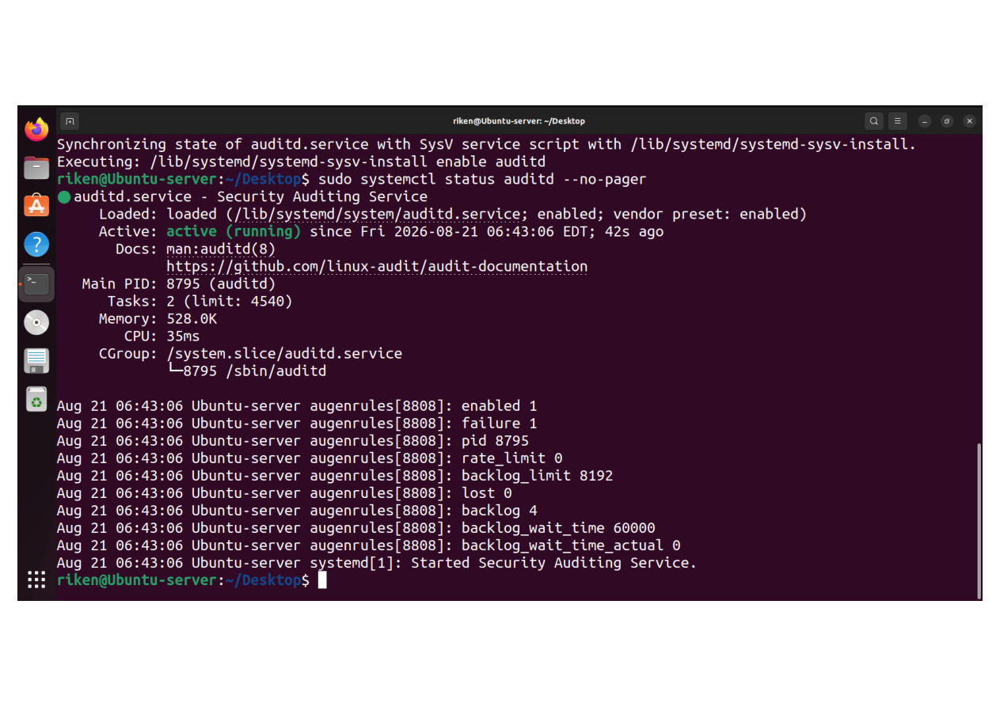 riken@Ubuntu-server: ~/Desktop
Synchronizing state of auditd.service with SysV service script with /lib/systemd/systemd-sysv-install.
Executing: /lib/systemd/systemd-sysv-install enable auditd
riken@Ubuntu-server:~/Desktop$ sudo systemctl status auditd --no-pager
● auditd.service - Security Auditing Service
     Loaded: loaded (/lib/systemd/system/auditd.service; enabled; vendor preset: enabled)
     Active: active (running) since Fri 2026-08-21 06:43:06 EDT; 42s ago
       Docs: man:auditd(8)
             https://github.com/linux-audit/audit-documentation
   Main PID: 8795 (auditd)
      Tasks: 2 (limit: 4540)
     Memory: 528.0K
        CPU: 35ms
     CGroup: /system.slice/auditd.service
             └─8795 /sbin/auditd
Aug 21 06:43:06 Ubuntu-server augenrules[8808]: enabled 1
Aug 21 06:43:06 Ubuntu-server augenrules[8808]: failure 1
Aug 21 06:43:06 Ubuntu-server augenrules[8808]: pid 8795
Aug 21 06:43:06 Ubuntu-server augenrules[8808]: rate_limit 0
Aug 21 06:43:06 Ubuntu-server augenrules[8808]: backlog_limit 8192
Aug 21 06:43:06 Ubuntu-server augenrules[8808]: lost 0
Aug 21 06:43:06 Ubuntu-server augenrules[8808]: backlog 4
Aug 21 06:43:06 Ubuntu-server augenrules[8808]: backlog_wait_time 60000
Aug 21 06:43:06 Ubuntu-server augenrules[8808]: backlog_wait_time_actual 0
Aug 21 06:43:06 Ubuntu-server systemd[1]: Started Security Auditing Service.
riken@Ubuntu-server:~/Desktop$